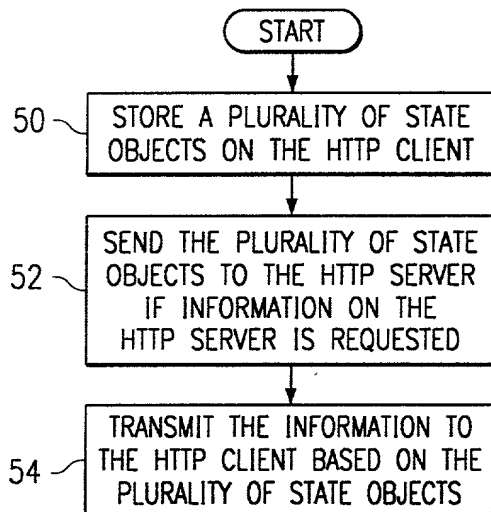 START
50
STORE A PLURALITY OF STATE
OBJECTS ON THE HTTP CLIENT
52
SEND THE PLURALITY OF STATE
OBJECTS TO THE HTTP SERVER
IF INFORMATION ON THE
HTTP SERVER IS REQUESTED
54
TRANSMIT THE INFORMATION TO
THE HTTP CLIENT BASED ON THE
PLURALITY OF STATE OBJECTS